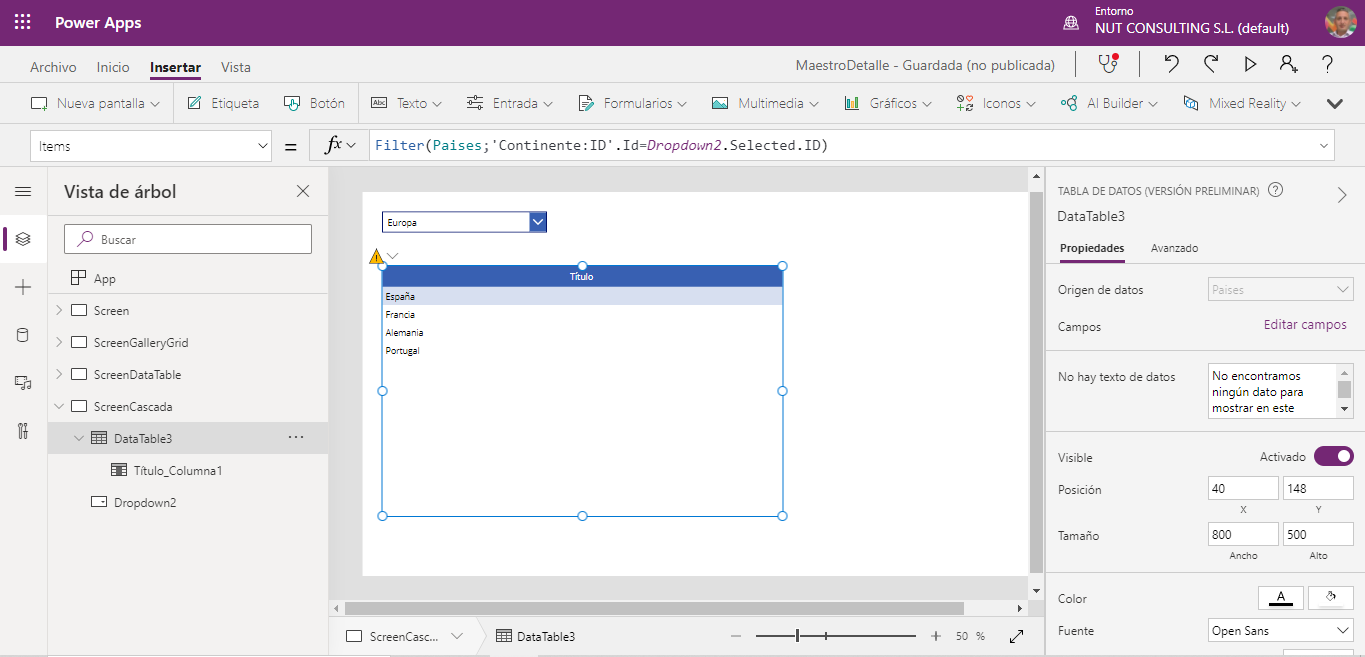 Power Apps
Entorno
NUT CONSULTING S.L. (default)
Archivo Inicio Insertar Vista
MaestroDetalle - Guardada (no publicada)
Nueva pantalla Etiqueta Botón Abc Texto Entrada Formularios Multimedia Gráficos Iconos AI Builder Mixed Reality
Items = fx Filter(Paises;'Continente:ID'.Id=Dropdown2.Selected.ID)
Vista de árbol
Buscar
App
Screen
ScreenGalleryGrid
ScreenDataTable
ScreenCascada
DataTable3 ...
Título_Columna1
Dropdown2
Europa
Título
España
Francia
Alemania
Portugal
ScreenCasc... DataTable3
50 %
TABLA DE DATOS (VERSIÓN PRELIMINAR) ?
DataTable3
Propiedades Avanzado
Origen de datos Paises
Campos Editar campos
No hay texto de datos No encontramos
ningún dato para
mostrar en este
Visible Activado
Posición 40 148
X Y
Tamaño 800 500
Ancho Alto
Color A
Fuente Open Sans